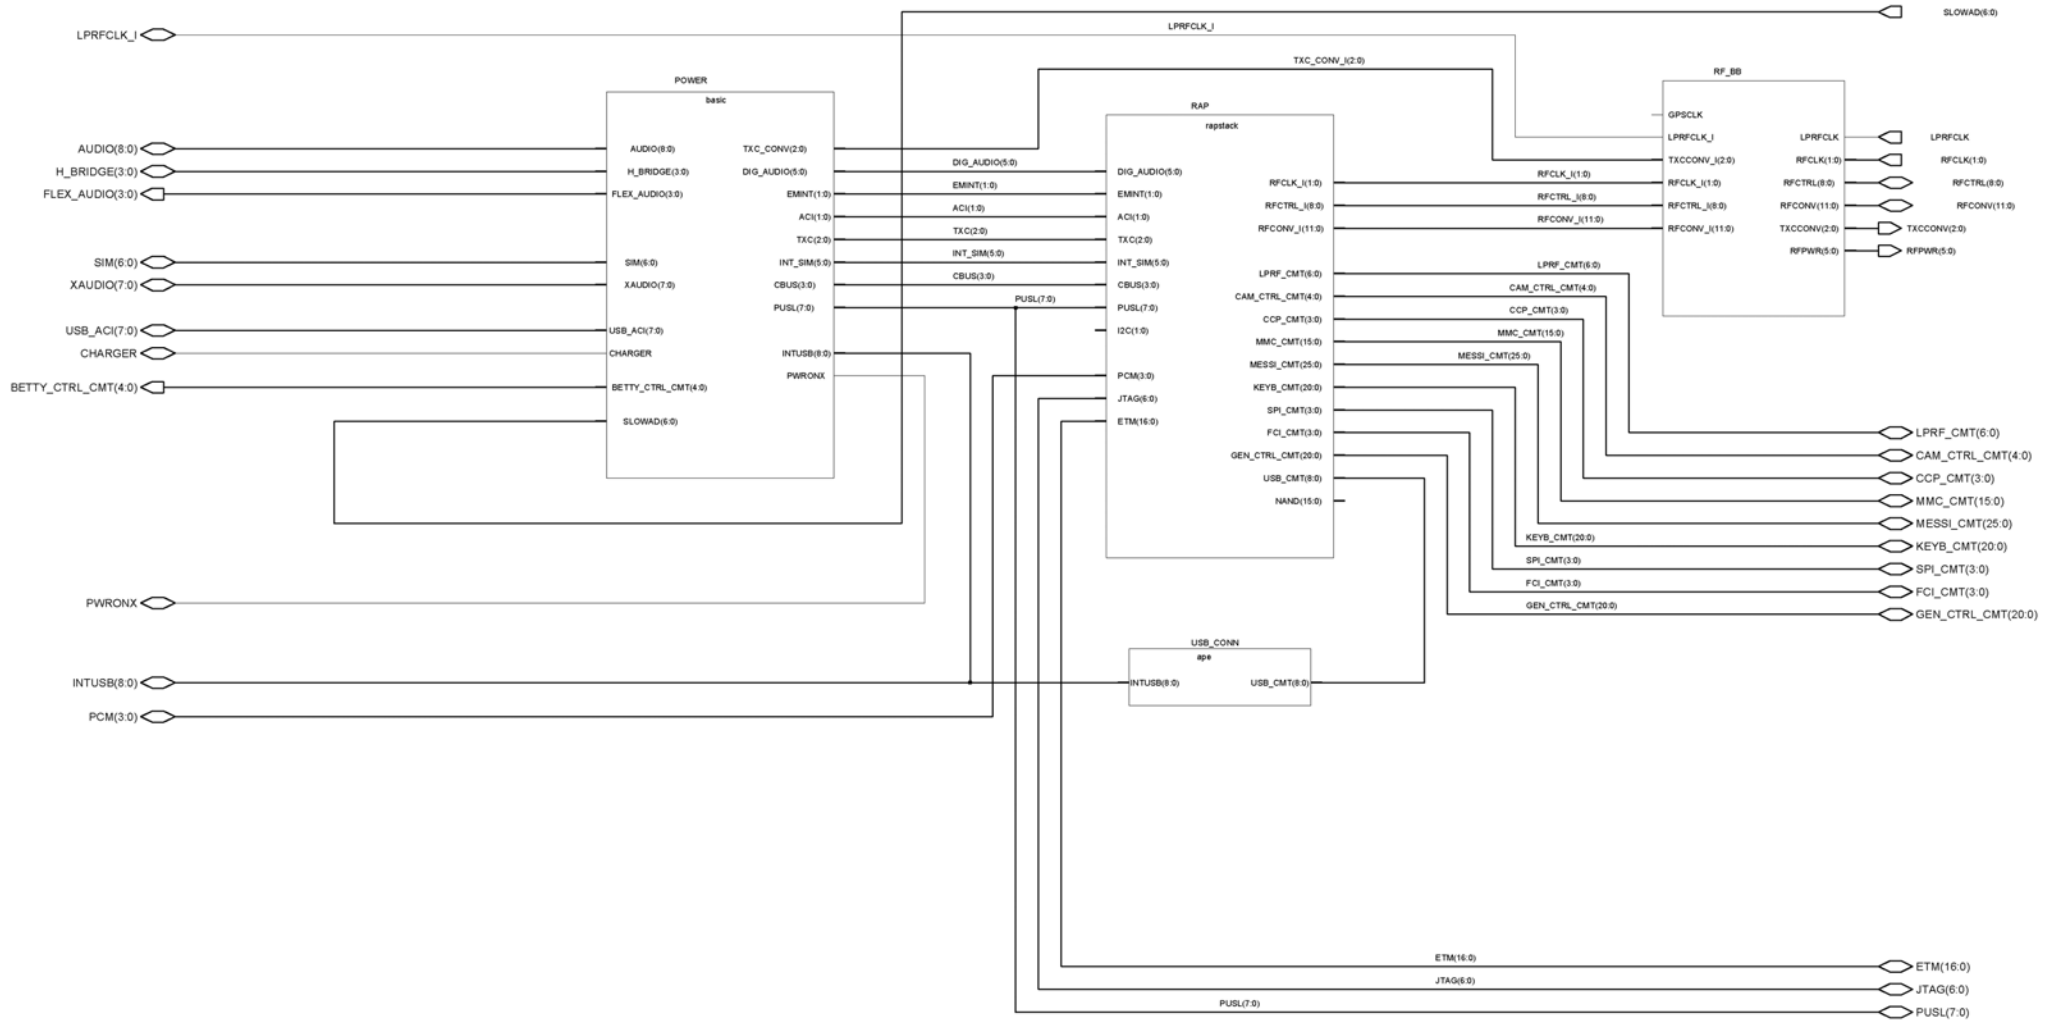 SLOWAD(6:0)
LPRFCLK_I
LPRFCLK_I
TXC_CONV_I(2:0)
POWER
basic
AUDIO(8:0)
H_BRIDGE(3:0)
FLEX_AUDIO(3:0)
SIM(6:0)
XAUDIO(7:0)
USB_ACI(7:0)
CHARGER
BETTY_CTRL_CMT(4:0)
AUDIO(8:0)
H_BRIDGE(3:0)
FLEX_AUDIO(3:0)
SIM(6:0)
XAUDIO(7:0)
USB_ACI(7:0)
CHARGER
BETTY_CTRL_CMT(4:0)
SLOWAD(6:0)
TXC_CONV(2:0)
DIG_AUDIO(5:0)
EMINT(1:0)
ACI(1:0)
TXC(2:0)
INT_SIM(5:0)
CBUS(3:0)
PUSL(7:0)
INTUSB(8:0)
PWRONX
DIG_AUDIO(5:0)
EMINT(1:0)
ACI(1:0)
TXC(2:0)
INT_SIM(5:0)
CBUS(3:0)
PUSL(7:0)
RAP
rapstack
DIG_AUDIO(5:0)
EMINT(1:0)
ACI(1:0)
TXC(2:0)
INT_SIM(5:0)
CBUS(3:0)
PUSL(7:0)
I2C(1:0)
PCM(3:0)
JTAG(6:0)
ETM(16:0)
RFCLK_I(1:0)
RFCTRL_I(8:0)
RFCONV_I(11:0)
LPRF_CMT(6:0)
CAM_CTRL_CMT(4:0)
CCP_CMT(3:0)
MMC_CMT(15:0)
MESSI_CMT(25:0)
KEYB_CMT(20:0)
SPI_CMT(3:0)
FCI_CMT(3:0)
GEN_CTRL_CMT(20:0)
USB_CMT(8:0)
NAND(15:0)
RFCLK_I(1:0)
RFCTRL_I(8:0)
RFCONV_I(11:0)
LPRF_CMT(6:0)
CAM_CTRL_CMT(4:0)
CCP_CMT(3:0)
MMC_CMT(15:0)
MESSI_CMT(25:0)
KEYB_CMT(20:0)
SPI_CMT(3:0)
FCI_CMT(3:0)
GEN_CTRL_CMT(20:0)
RF_BB
GPSCLK
LPRFCLK_I
TXCCONV_I(2:0)
RFCLK_I(1:0)
RFCTRL_I(8:0)
RFCONV_I(11:0)
LPRFCLK
RFCLK(1:0)
RFCTRL(8:0)
RFCONV(11:0)
TXCCONV(2:0)
RFPWR(5:0)
LPRFCLK
RFCLK(1:0)
RFCTRL(8:0)
RFCONV(11:0)
TXCCONV(2:0)
RFPWR(5:0)
LPRF_CMT(6:0)
CAM_CTRL_CMT(4:0)
CCP_CMT(3:0)
MMC_CMT(15:0)
MESSI_CMT(25:0)
KEYB_CMT(20:0)
SPI_CMT(3:0)
FCI_CMT(3:0)
GEN_CTRL_CMT(20:0)
PWRONX
INTUSB(8:0)
PCM(3:0)
USB_CONN
ape
INTUSB(8:0)
USB_CMT(8:0)
ETM(16:0)
JTAG(6:0)
PUSL(7:0)
ETM(16:0)
JTAG(6:0)
PUSL(7:0)